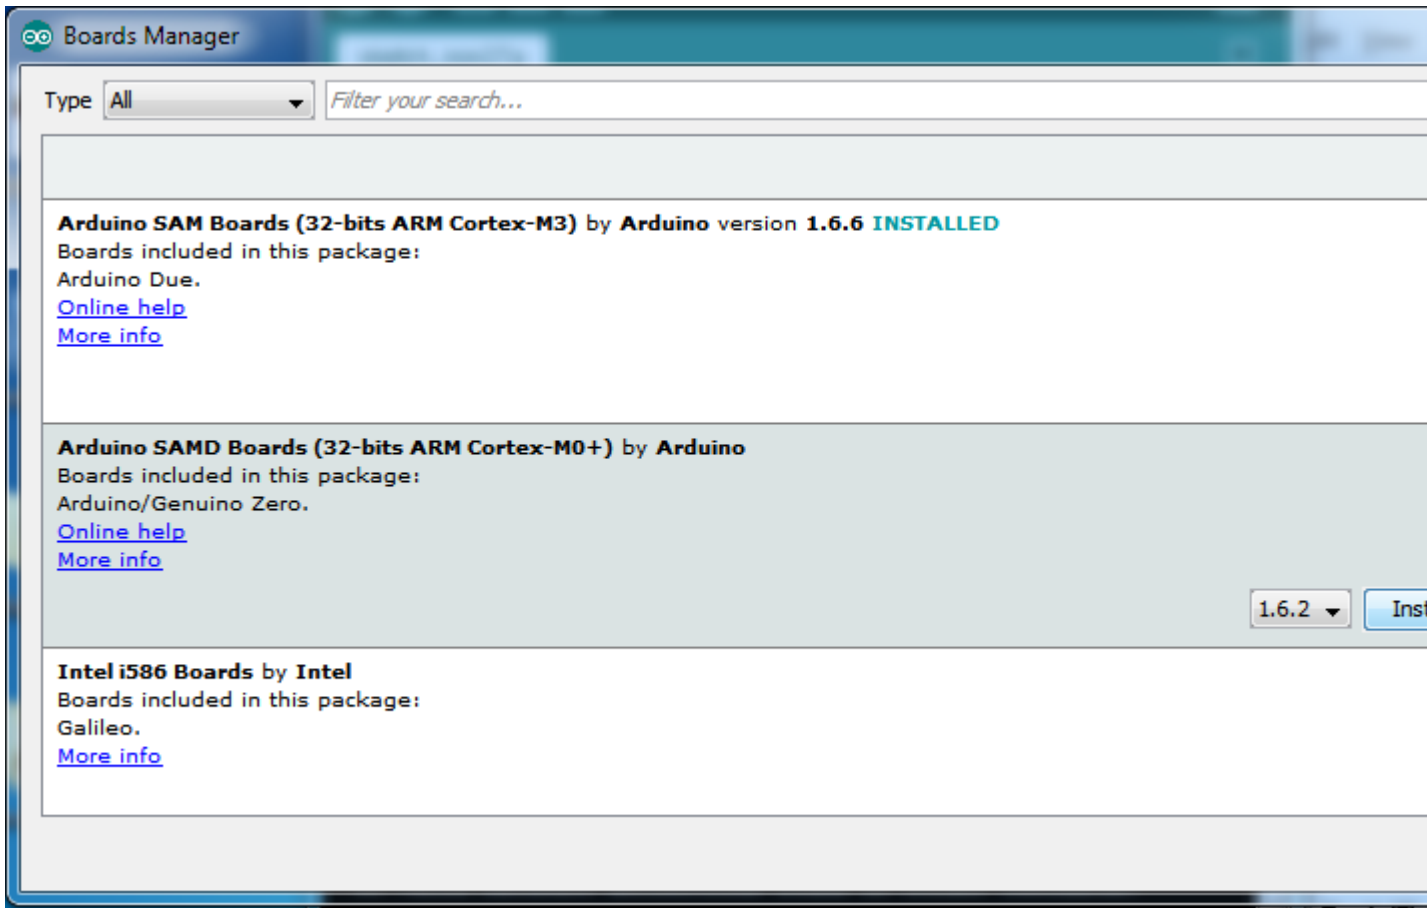 Boards Manager
Type All Filter your search...
Arduino SAM Boards (32-bits ARM Cortex-M3) by Arduino version 1.6.6 INSTALLED
Boards included in this package:
Arduino Due.
Online help
More info
Arduino SAMD Boards (32-bits ARM Cortex-M0+) by Arduino
Boards included in this package:
Arduino/Genuino Zero.
Online help
More info
1.6.2 Inst
Intel i586 Boards by Intel
Boards included in this package:
Galileo.
More info